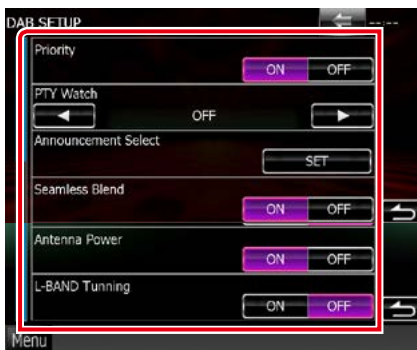 DAB SETUP --:--
Priority
ON OFF
PTY Watch
OFF
Announcement Select
SET
Seamless Blend
ON OFF
Antenna Power
ON OFF
L-BAND Tunning
ON OFF
Menu